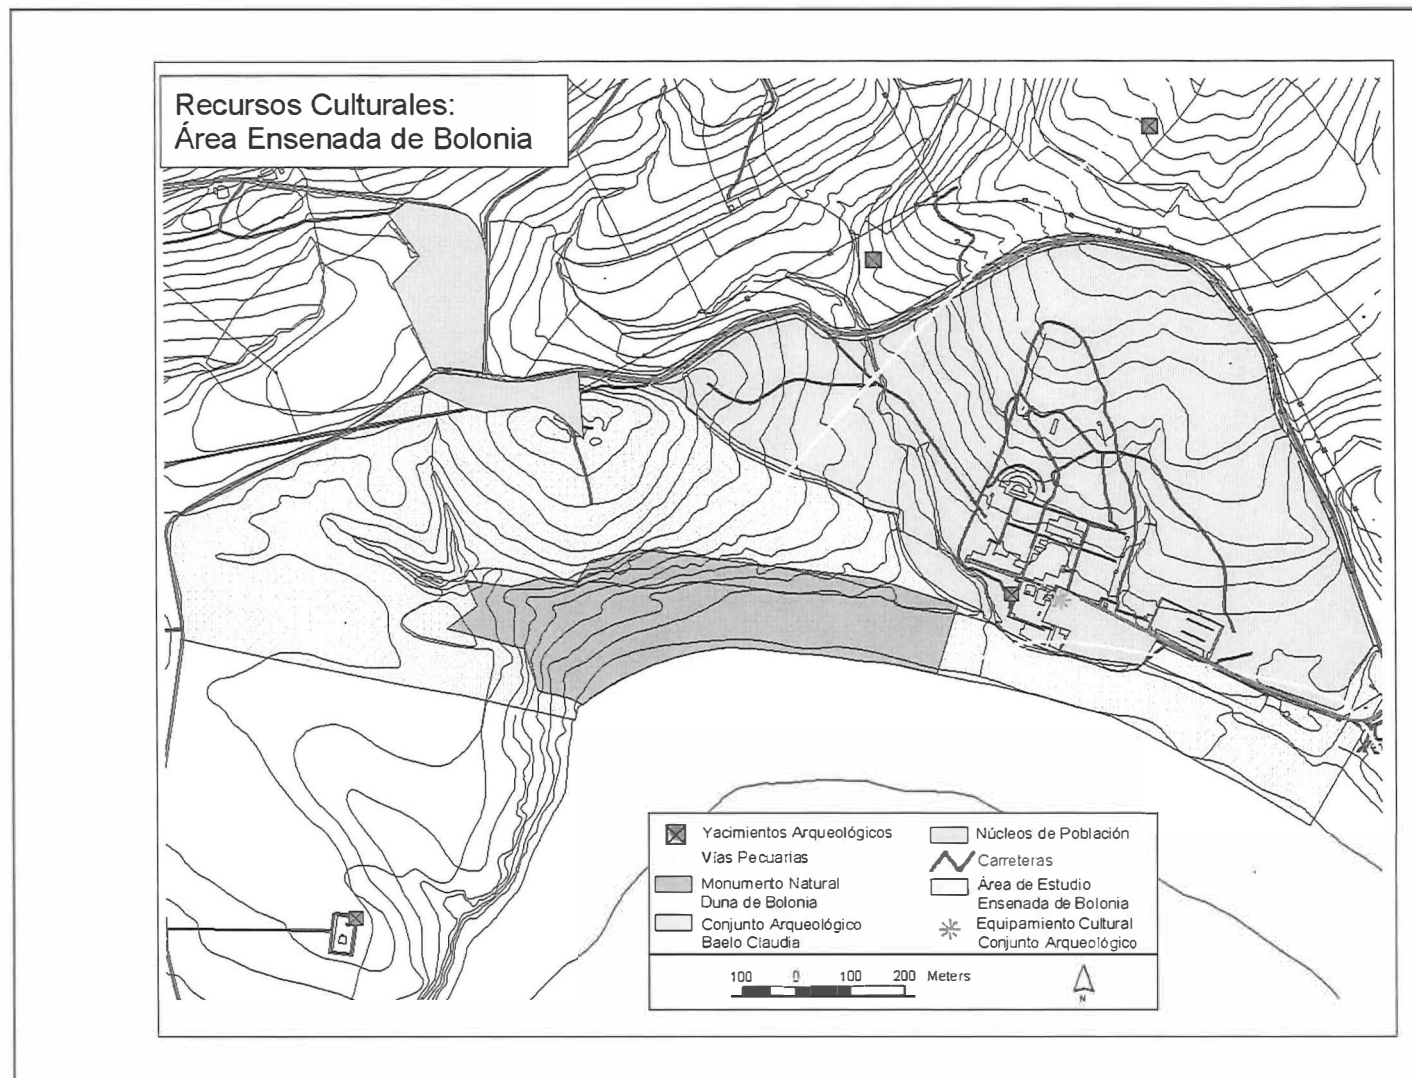 Recursos Culturales:
Área Ensenada de Bolonia
Yacimientos Arqueológicos
Vías Pecuarias
Monumento Natural
Duna de Bolonia
Conjunto Arqueológico
Baelo Claudia
Núcleos de Población
Carreteras
Área de Estudio
Ensenada de Bolonia
Equipamiento Cultural
Conjunto Arqueológico
100 0 100 200 Meters
N